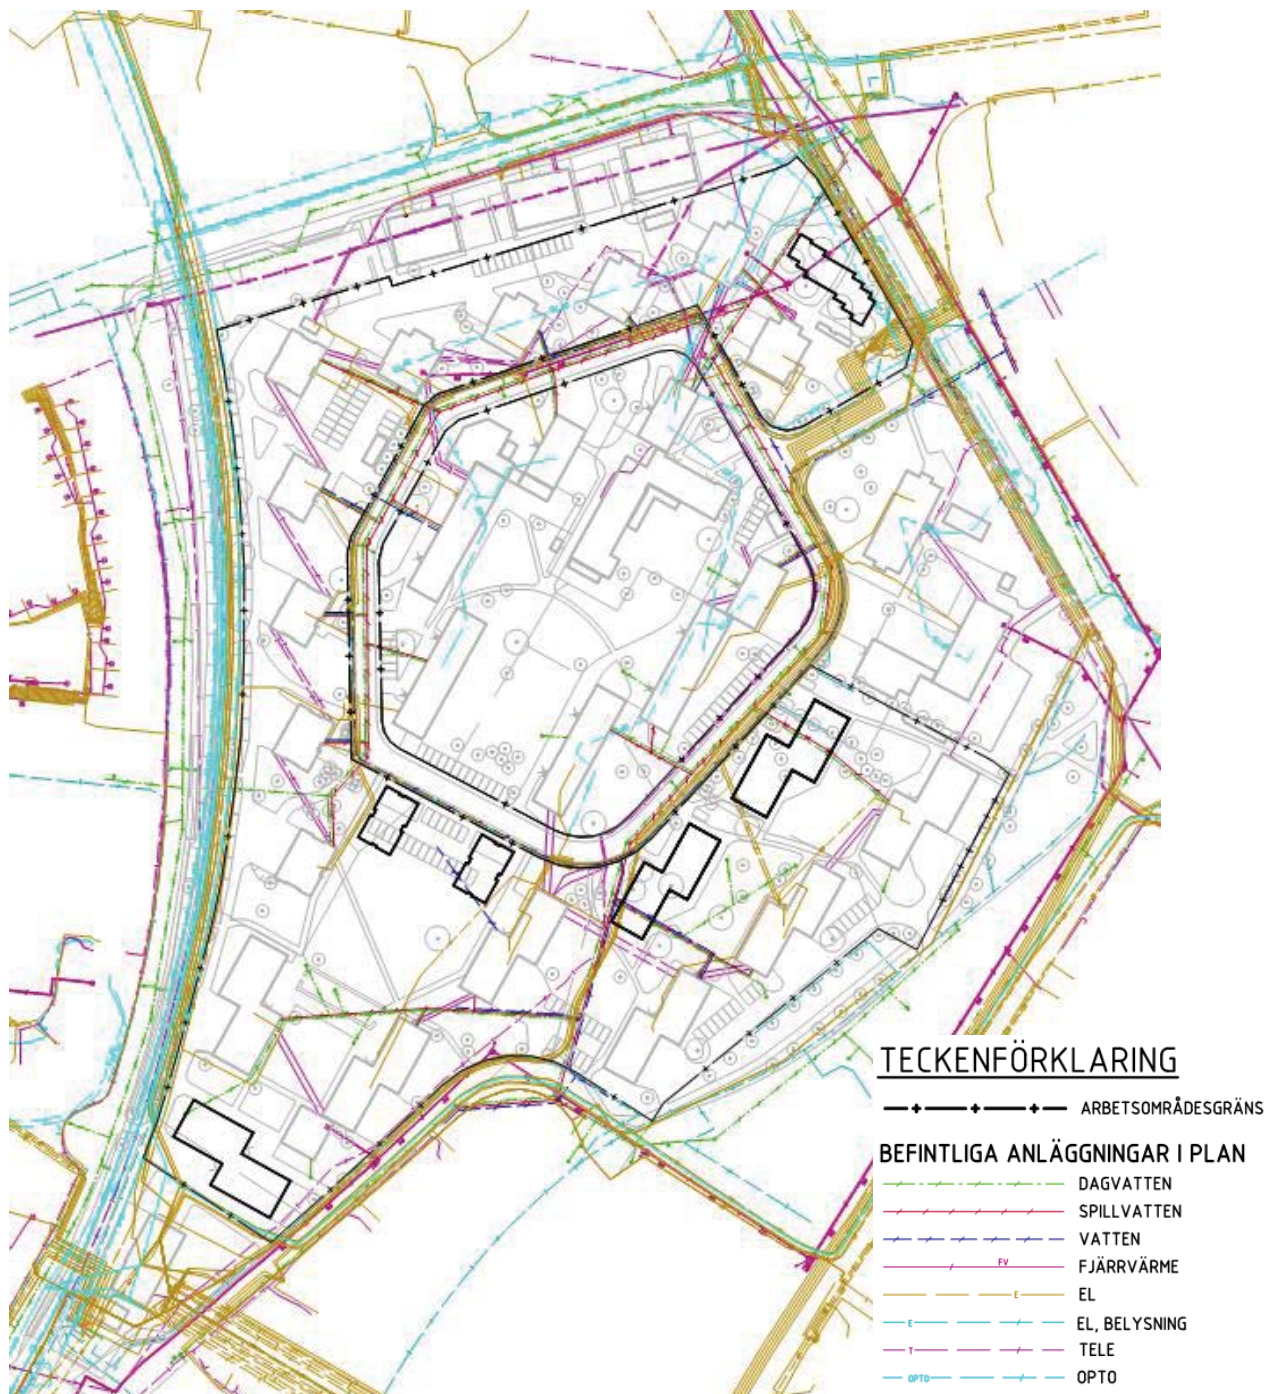 TECKENFÖRKLARING
ARBETSOMRÅDESGRÄNS
BEFINTLIGA ANLÄGGNINGAR I PLAN
DAGVATTEN
SPILLVATTEN
VATTEN
FV FJÄRRVÄRME
E EL
E EL, BELYSNING
T TELE
OPTO OPTO